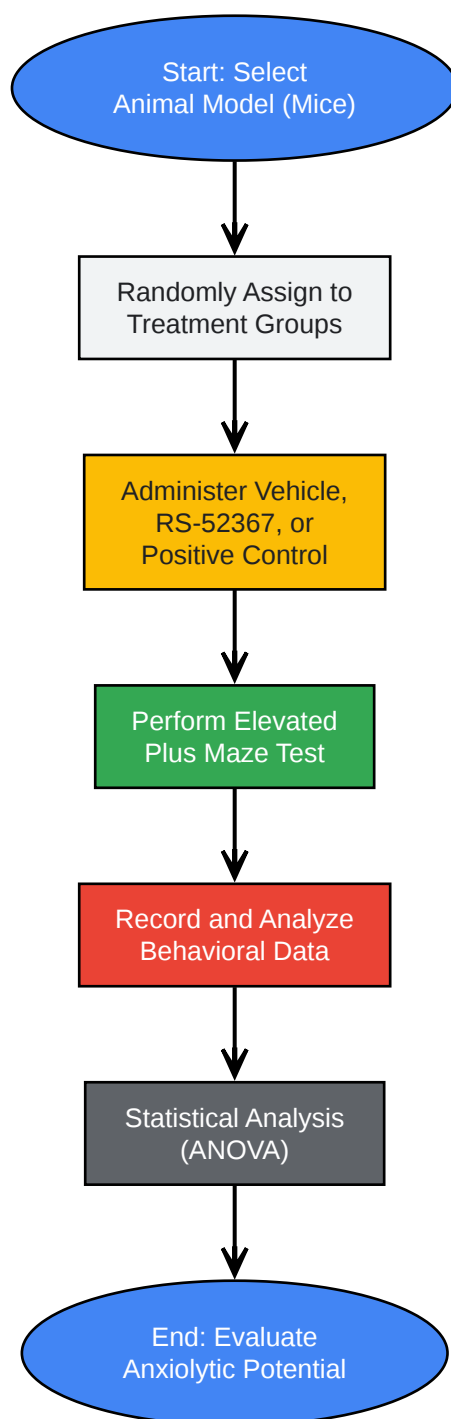 Start: Select
Animal Model (Mice)
Randomly Assign to
Treatment Groups
Administer Vehicle,
RS-52367, or
Positive Control
Perform Elevated
Plus Maze Test
Record and Analyze
Behavioral Data
Statistical Analysis
(ANOVA)
End: Evaluate
Anxiolytic Potential